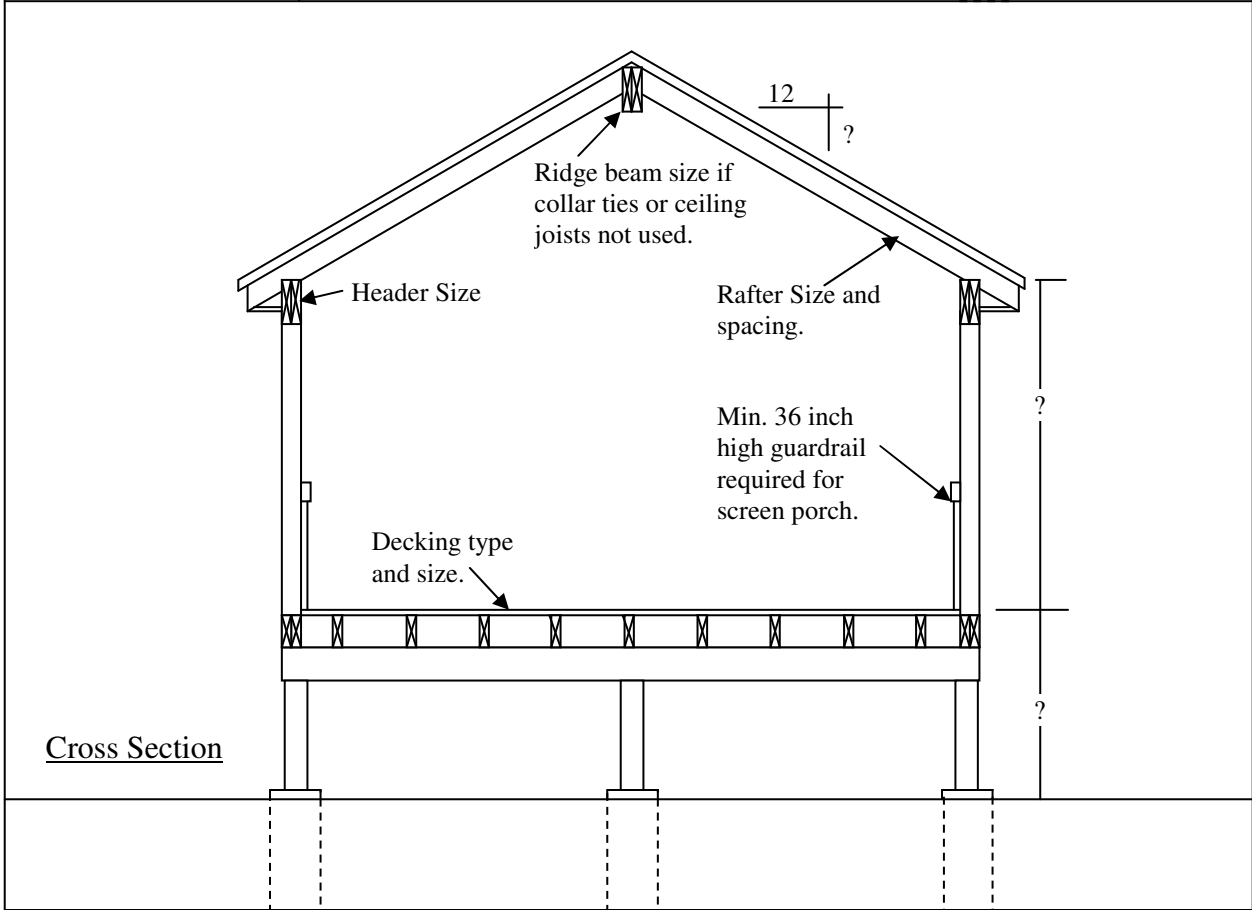 12
?
Ridge beam size if
collar ties or ceiling
joists not used.
Header Size
Rafter Size and
spacing.
?
Min. 36 inch
high guardrail
required for
screen porch.
Decking type
and size.
?
Cross Section